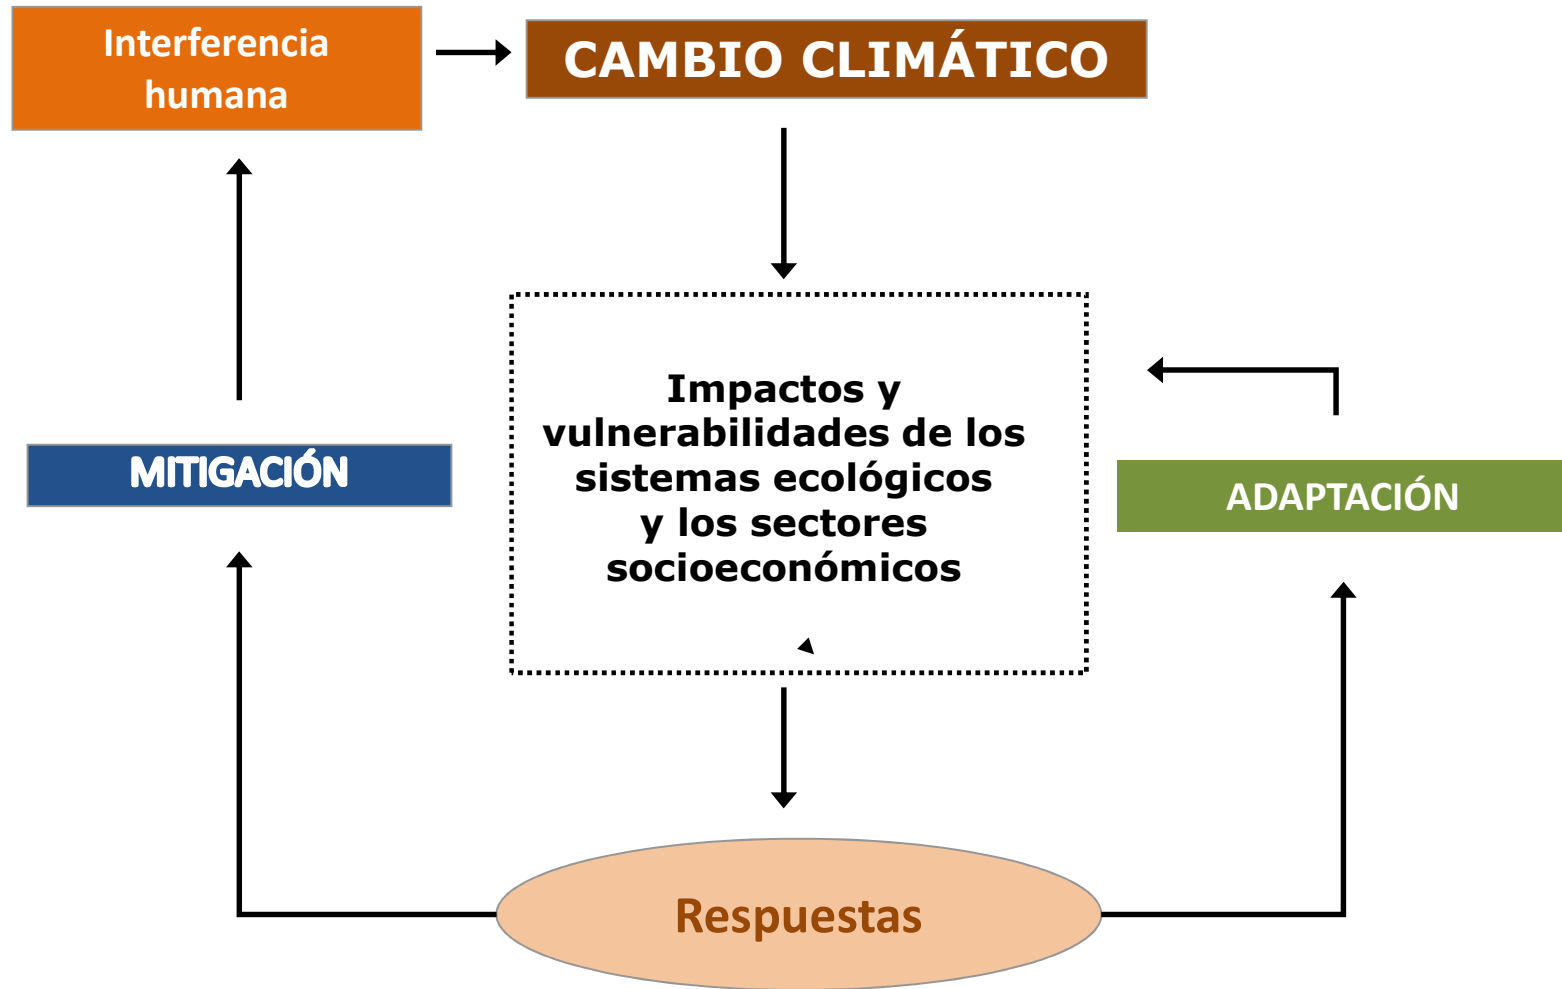 Interferencia
humana
CAMBIO CLIMÁTICO
Impactos y
vulnerabilidades de los
sistemas ecológicos
y los sectores
socioeconómicos
MITIGACIÓN
ADAPTACIÓN
Respuestas